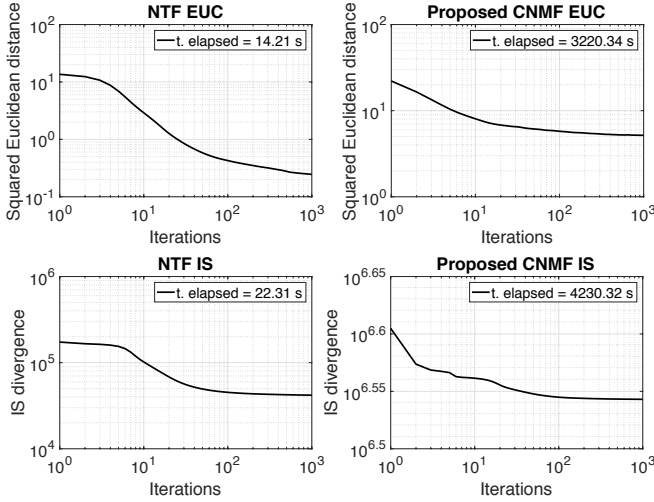 NTF EUC
t. elapsed = 14.21 s
Squared Euclidean distance
10^2
10^1
10^0
10^-1
10^0 10^1 10^2 10^3
Iterations
Proposed CNMF EUC
t. elapsed = 3220.34 s
Squared Euclidean distance
10^2
10^1
10^0
10^0 10^1 10^2 10^3
Iterations
NTF IS
t. elapsed = 22.31 s
IS divergence
10^6
10^5
10^4
10^0 10^1 10^2 10^3
Iterations
Proposed CNMF IS
t. elapsed = 4230.32 s
IS divergence
10^6.65
10^6.6
10^6.55
10^6.5
10^0 10^1 10^2 10^3
Iterations